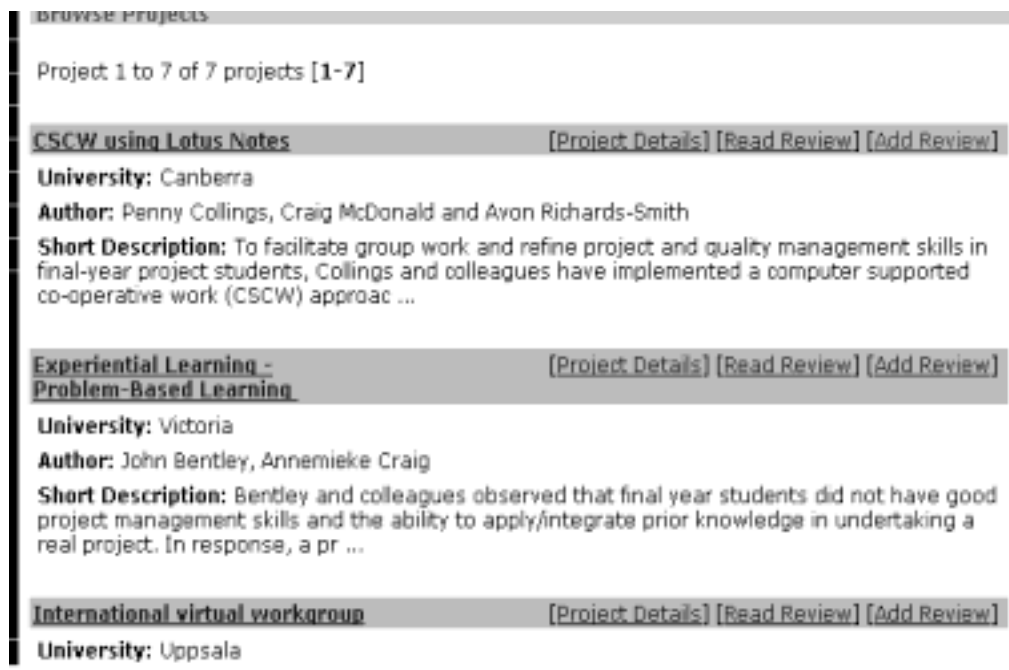 Browse Projects
Project 1 to 7 of 7 projects [1-7]
CSCW using Lotus Notes [Project Details] [Read Review] [Add Review]
University: Canberra
Author: Penny Collings, Craig McDonald and Avon Richards-Smith
Short Description: To facilitate group work and refine project and quality management skills in
final-year project students, Collings and colleagues have implemented a computer supported
co-operative work (CSCW) approac ...
Experiential Learning - [Project Details] [Read Review] [Add Review]
Problem-Based Learning
University: Victoria
Author: John Bentley, Annemieke Craig
Short Description: Bentley and colleagues observed that final year students did not have good
project management skills and the ability to apply/integrate prior knowledge in undertaking a
real project. In response, a pr ...
International virtual workgroup [Project Details] [Read Review] [Add Review]
University: Uppsala